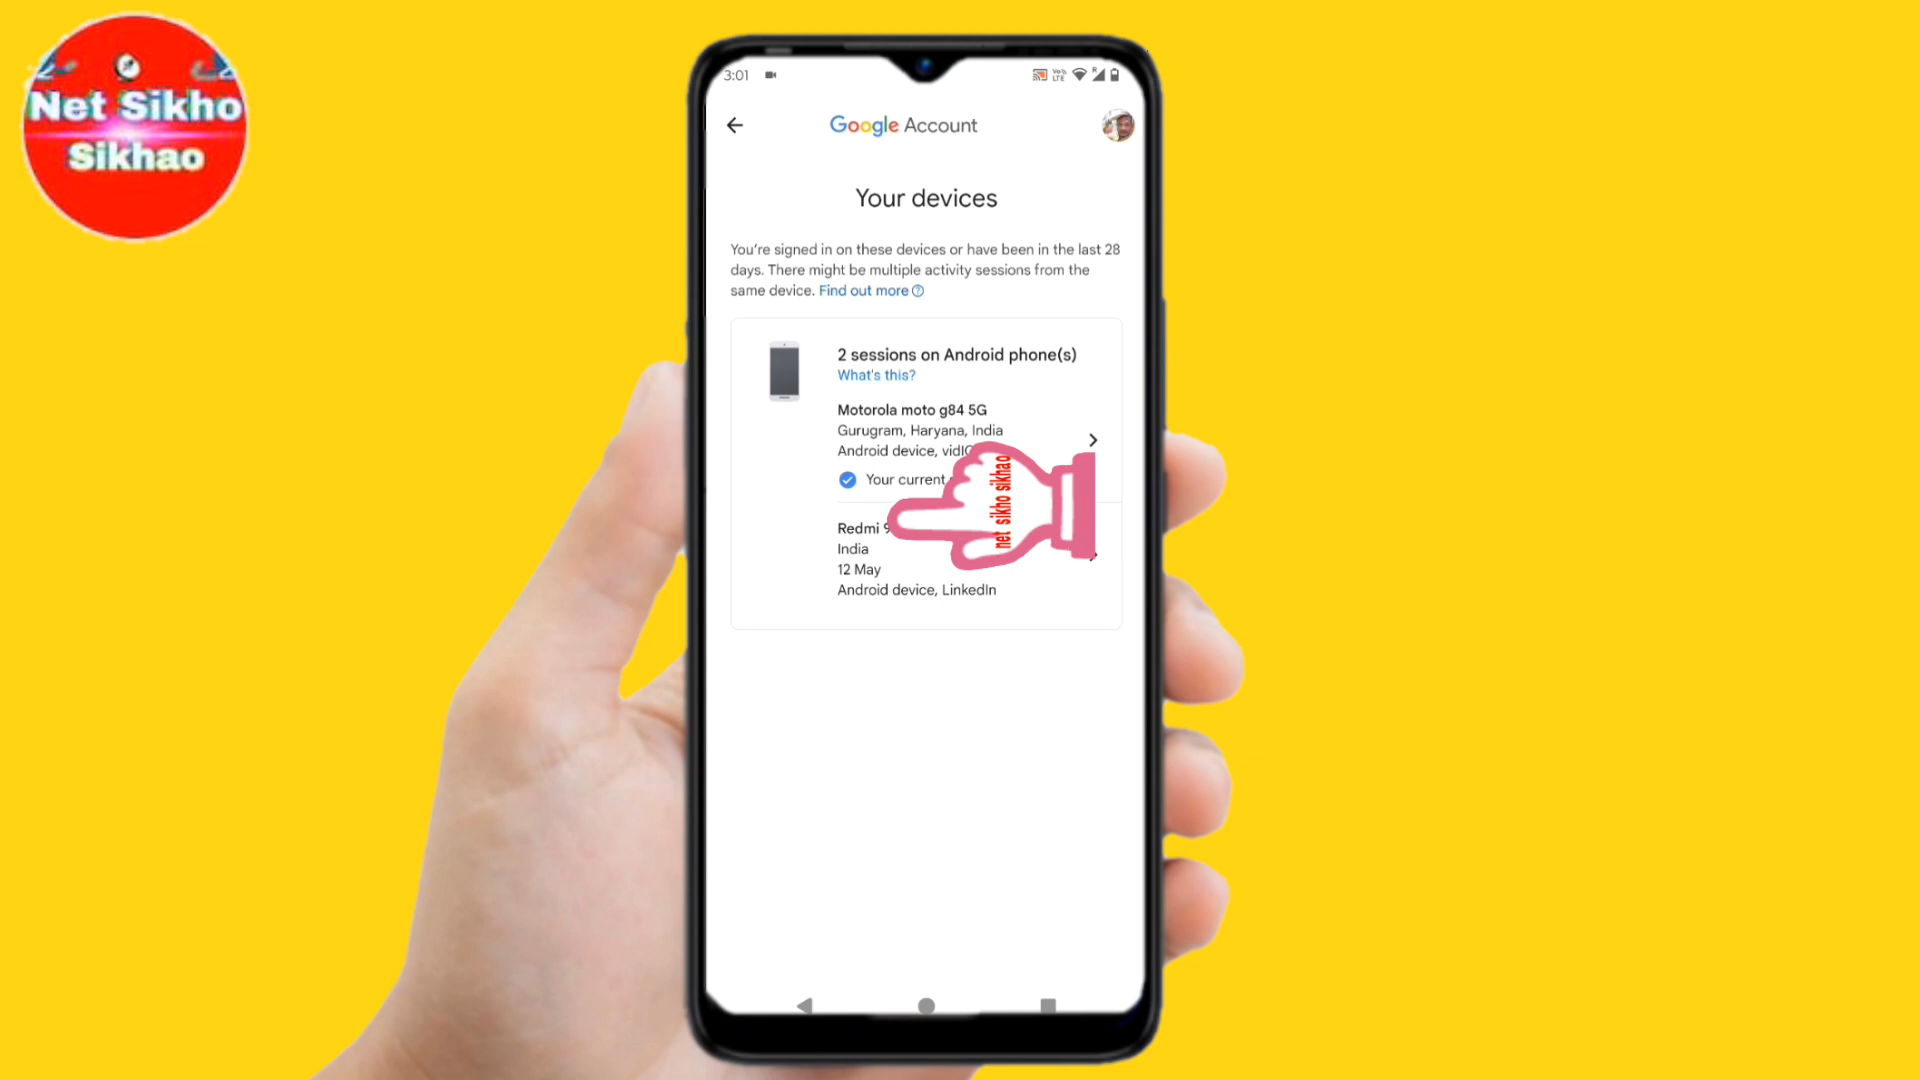 Net Sikho
Sikhao
3:01
Vo
LTE
R
Google Account
Your devices
You're signed in on these devices or have been in the last 28
days. There might be multiple activity sessions from the
same device. Find out more
2 sessions on Android phone(s)
What's this?
Motorola moto g84 5G
Gurugram, Haryana, India
Android device,
Your current
Redmi
India
12 May
Android device, LinkedIn
net sikho sikhao